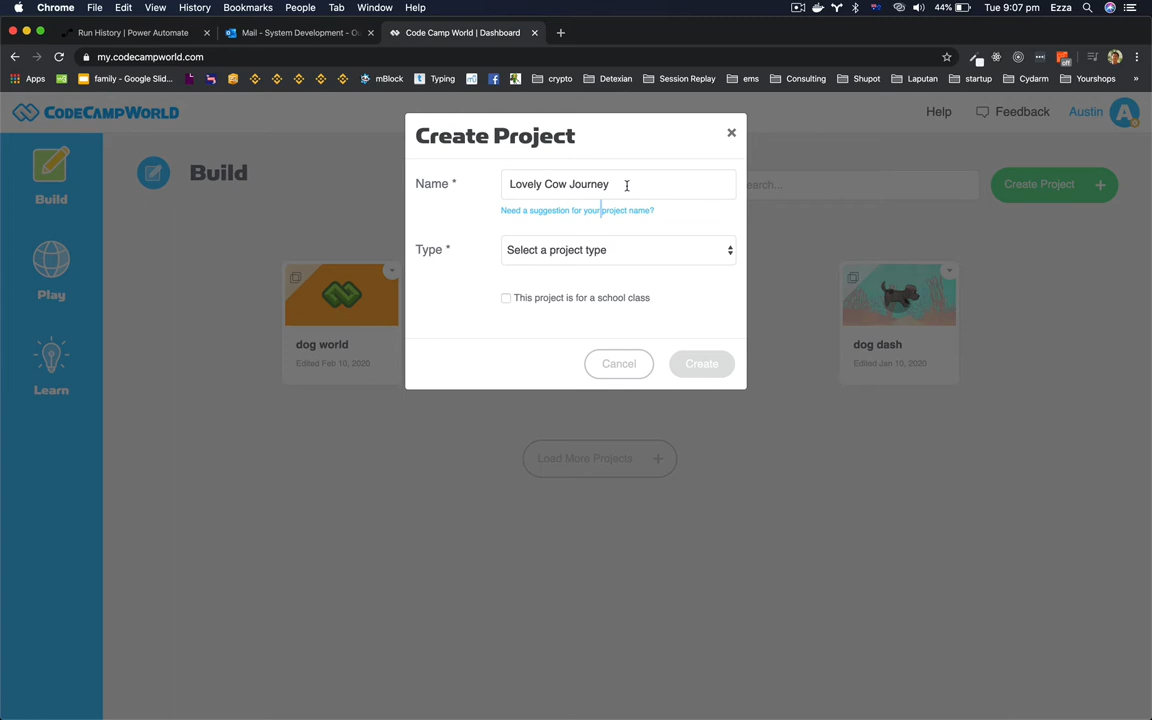 Chrome File Edit View History Bookmarks People Tab Window Help 44% Tue 9:07 pm Ezza
Run History | Power Automate Mail - System Development - Ou Code Camp World | Dashboard
my.codecampworld.com
Apps family - Google Slid... mBlock Typing crypto Detexian Session Replay ems Consulting Shupot Laputan startup Cydarm Yourshops »
CODECAMPWORLD Help Feedback Austin A
Create Project
Build
Name *
Lovely Cow Journey
earch...
Create Project +
Need a suggestion for your project name?
Build
Type *
Select a project type
Play
This project is for a school class
dog world
dog dash
Edited Feb 10, 2020
Edited Jan 10, 2020
Cancel
Create
Learn
Load More Projects +